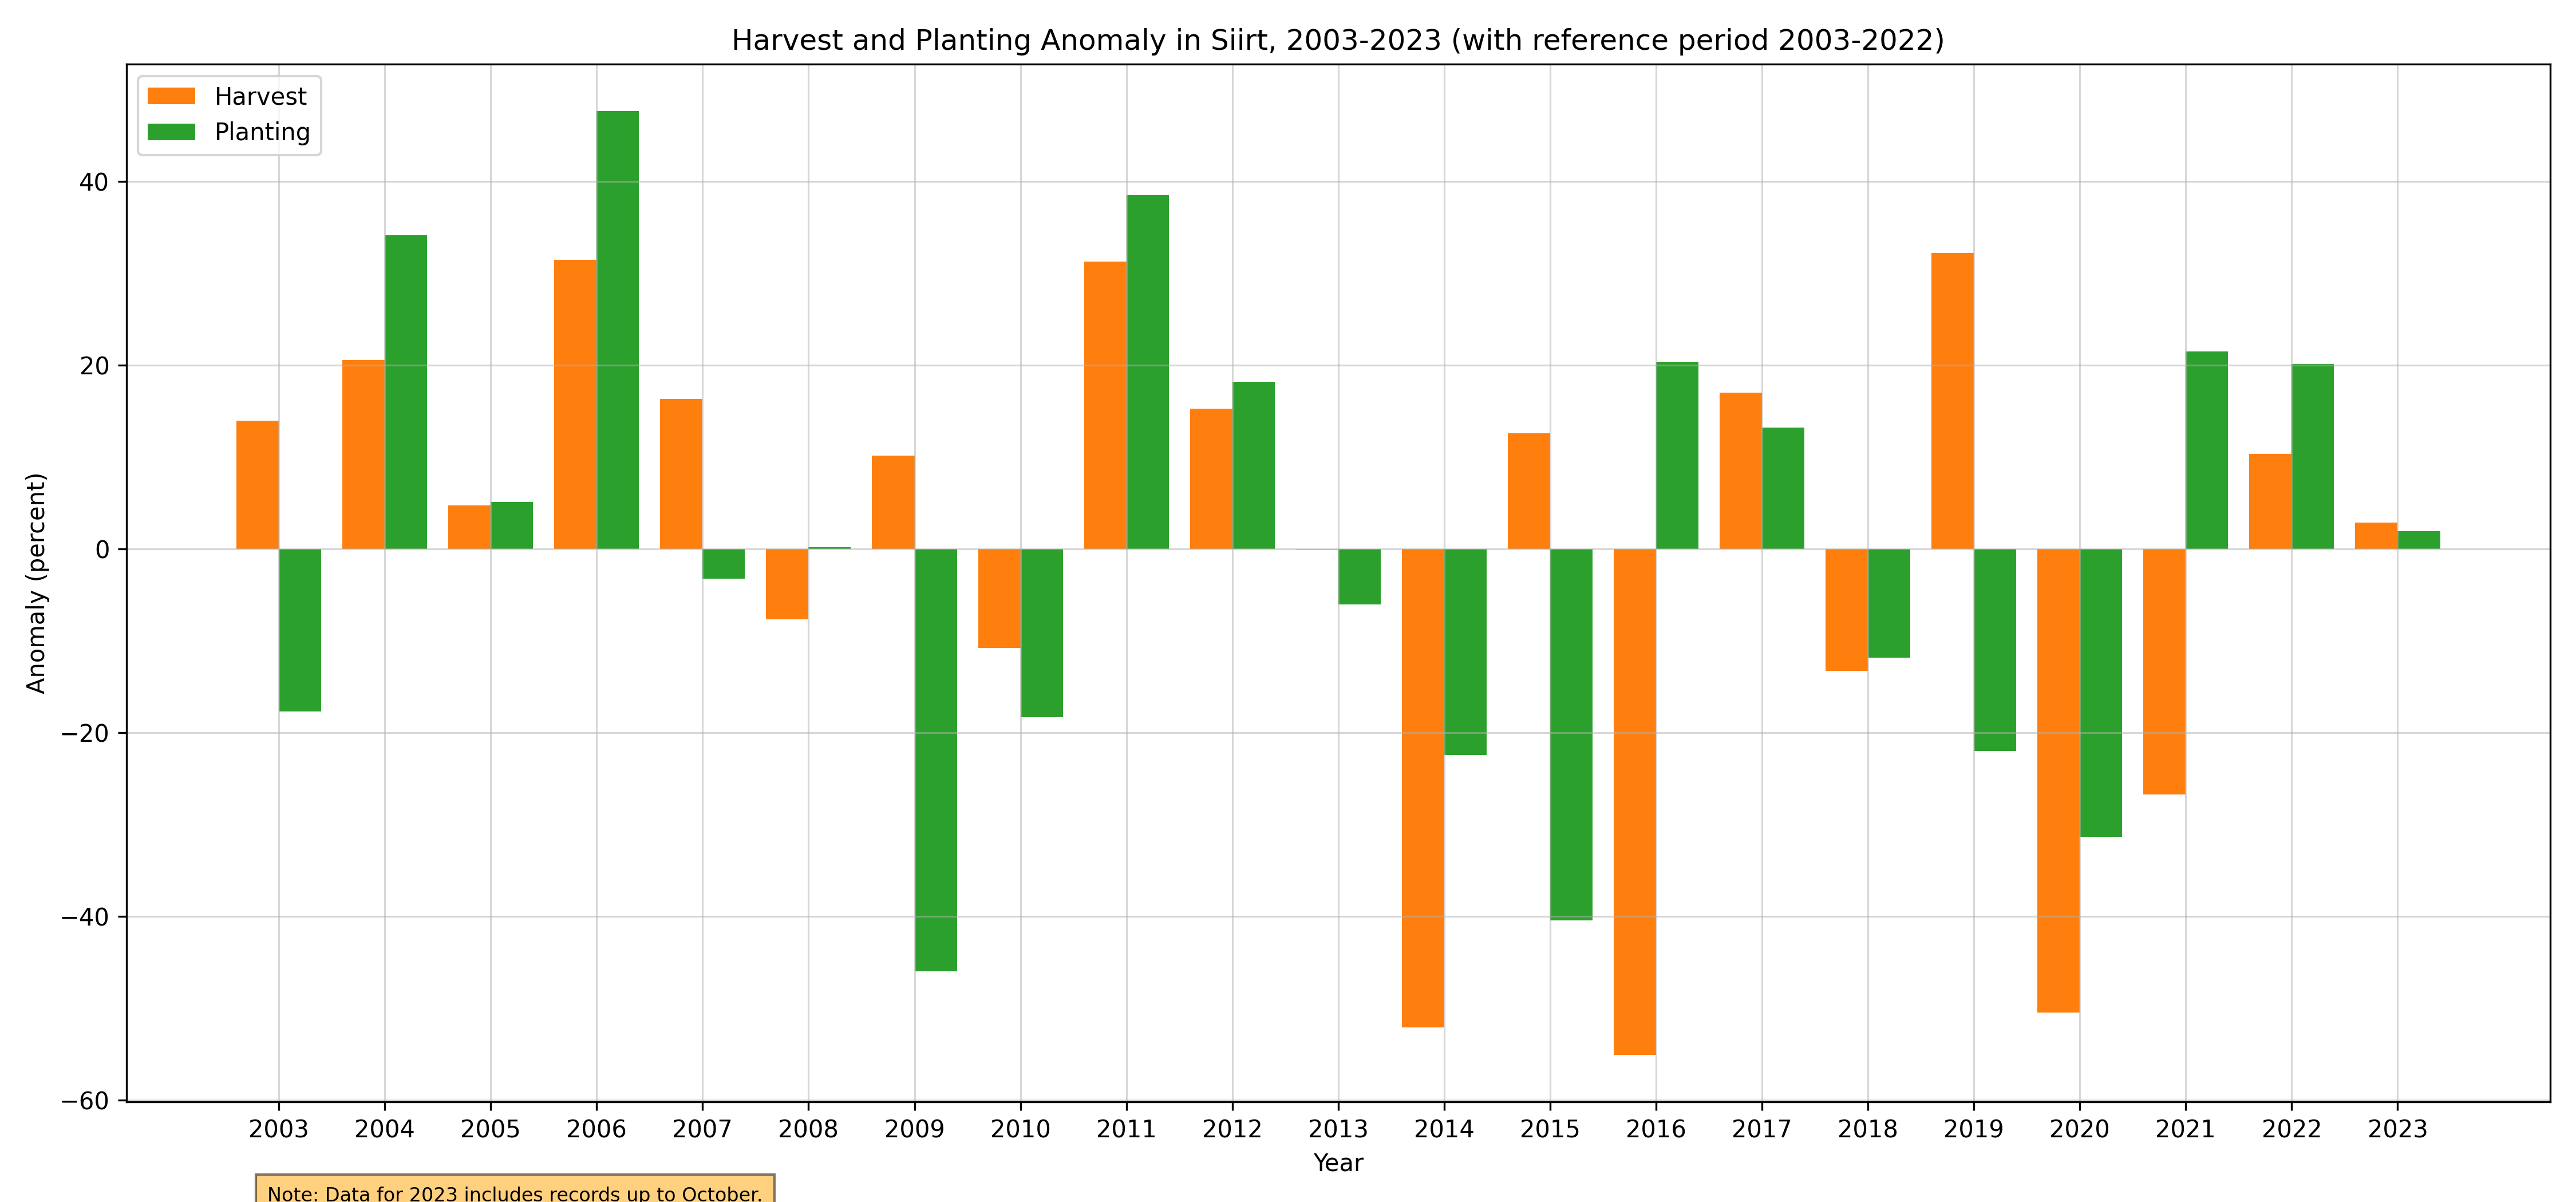 Harvest and Planting Anomaly in Siirt, 2003-2023 (with reference period 2003-2022)
Harvest
Planting
40
20
0
−20
−40
−60
Anomaly (percent)
2003 2004 2005 2006 2007 2008 2009 2010 2011 2012 2013 2014 2015 2016 2017 2018 2019 2020 2021 2022 2023
Year
Note: Data for 2023 includes records up to October.